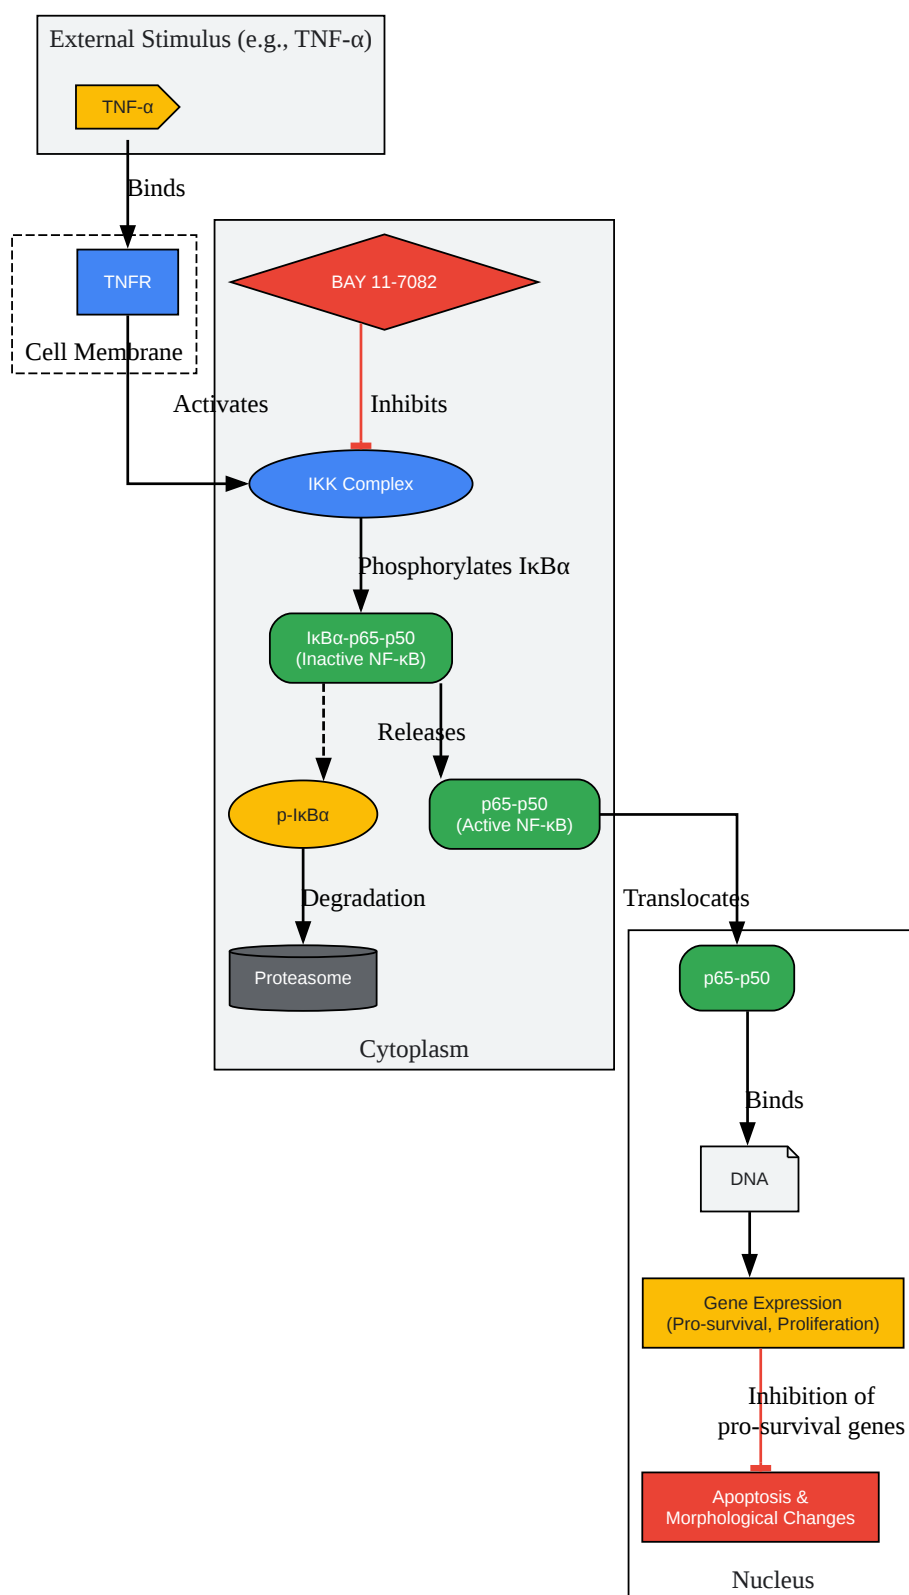 External Stimulus (e.g., TNF-α)
TNF-α
Binds
TNFR
Cell Membrane
BAY 11-7082
Activates
Inhibits
IKK Complex
Phosphorylates IκBα
IκBα-p65-p50
(Inactive NF-κB)
Releases
p-IκBα
p65-p50
(Active NF-κB)
Degradation
Translocates
Proteasome
p65-p50
Cytoplasm
Binds
DNA
Gene Expression
(Pro-survival, Proliferation)
Inhibition of
pro-survival genes
Apoptosis &
Morphological Changes
Nucleus